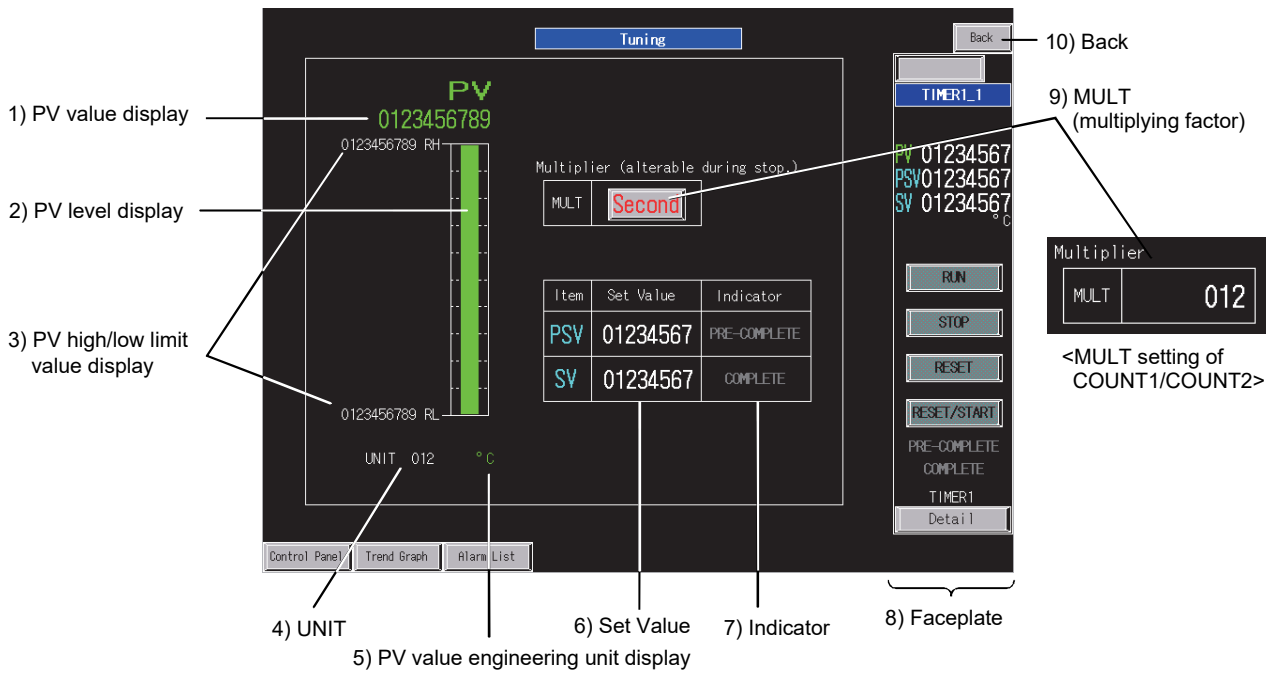 Tuning
Back
10) Back
PV
TIMER1_1
9) MULT
(multiplying factor)
1) PV value display
0123456789
0123456789 RH
PV 01234567
PSV01234567
SV 01234567
°C
Multiplier (alterable during stop.)
MULT Second
2) PV level display
Multiplier
MULT 012
<MULT setting of
COUNT1/COUNT2>
RUN
STOP
RESET
RESET/START
Item Set Value Indicator
PSV 01234567 PRE-COMPLETE
SV 01234567 COMPLETE
3) PV high/low limit
value display
0123456789 RL
PRE-COMPLETE
COMPLETE
UNIT 012 °C
TIMER1
Detail
Control Panel Trend Graph Alarm List
4) UNIT
5) PV value engineering unit display
6) Set Value
7) Indicator
8) Faceplate